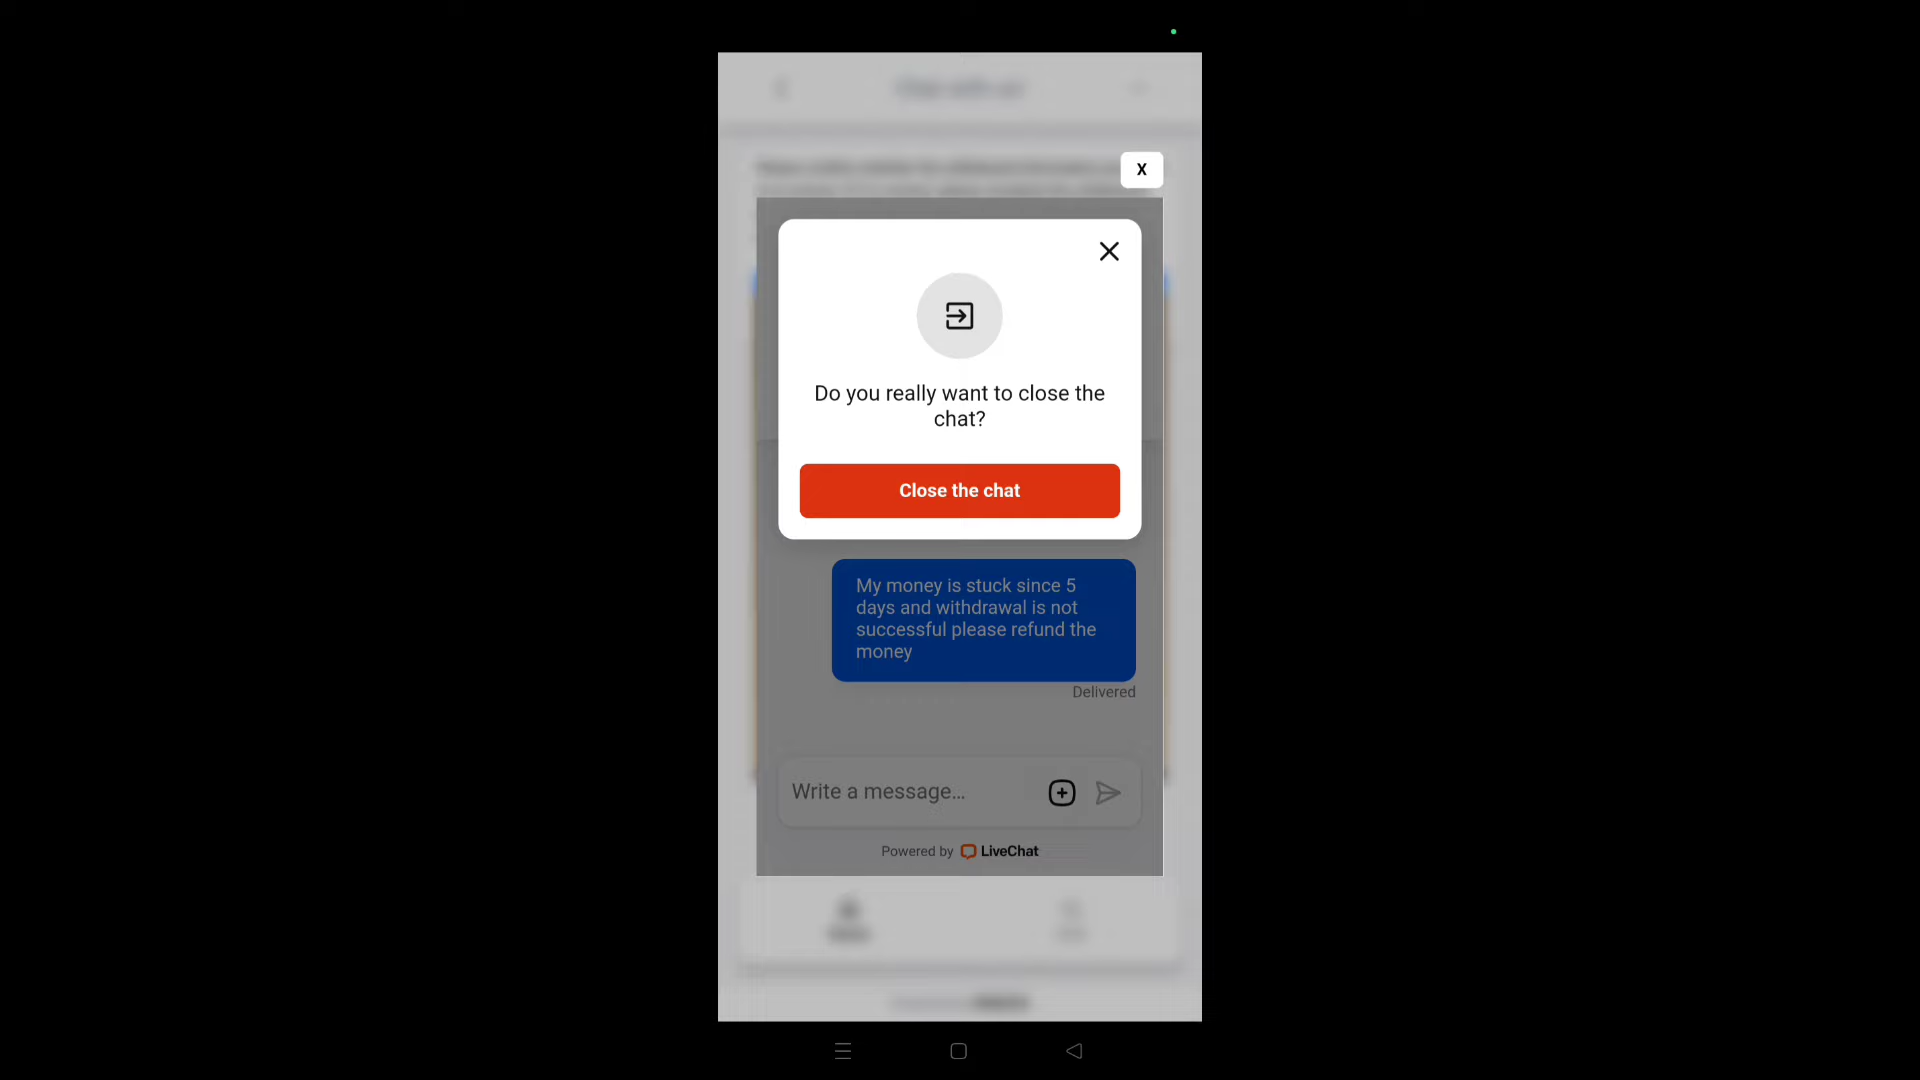 X
Do you really want to close the
chat?
Close the chat
My money is stuck since 5
days and withdrawal is not
successful please refund the
money
Delivered
Write a message...
Powered by LiveChat